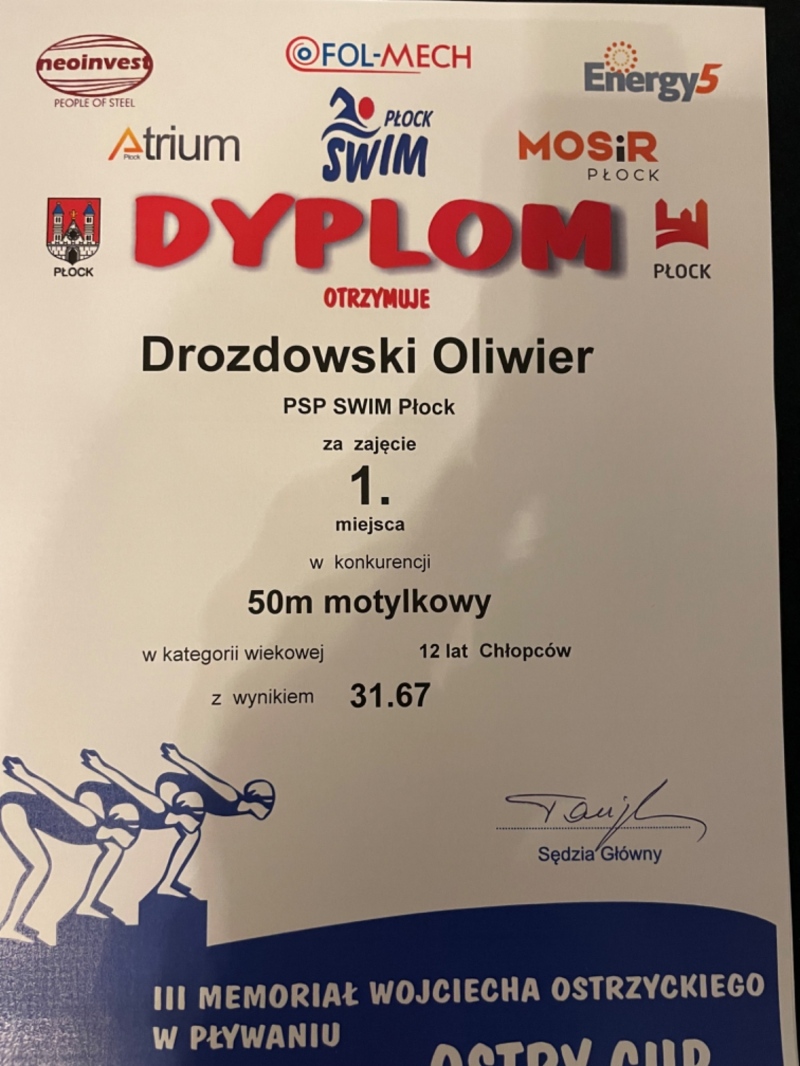 neoinvest
PEOPLE OF STEEL
FOL-MECH
Energy5
Atrium
Płock
PŁOCK
SWIM
MOSiR
PŁOCK
DYPLOM
PŁOCK
PŁOCK
OTRZYMUJE
Drozdowski Oliwier
PSP SWIM Płock
za zajęcie
1.
miejsca
w konkurencji
50m motylkowy
w kategorii wiekowej 12 lat Chłopców
z wynikiem 31.67
Sędzia Główny
III MEMORIAŁ WOJCIECHA OSTRZYCKIEGO
W PŁYWANIU
OSTRY CUP